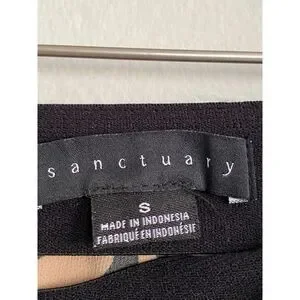 sanctuary
S
MADE IN INDONESIA
FABRIQUÉ EN INDONÉSIE